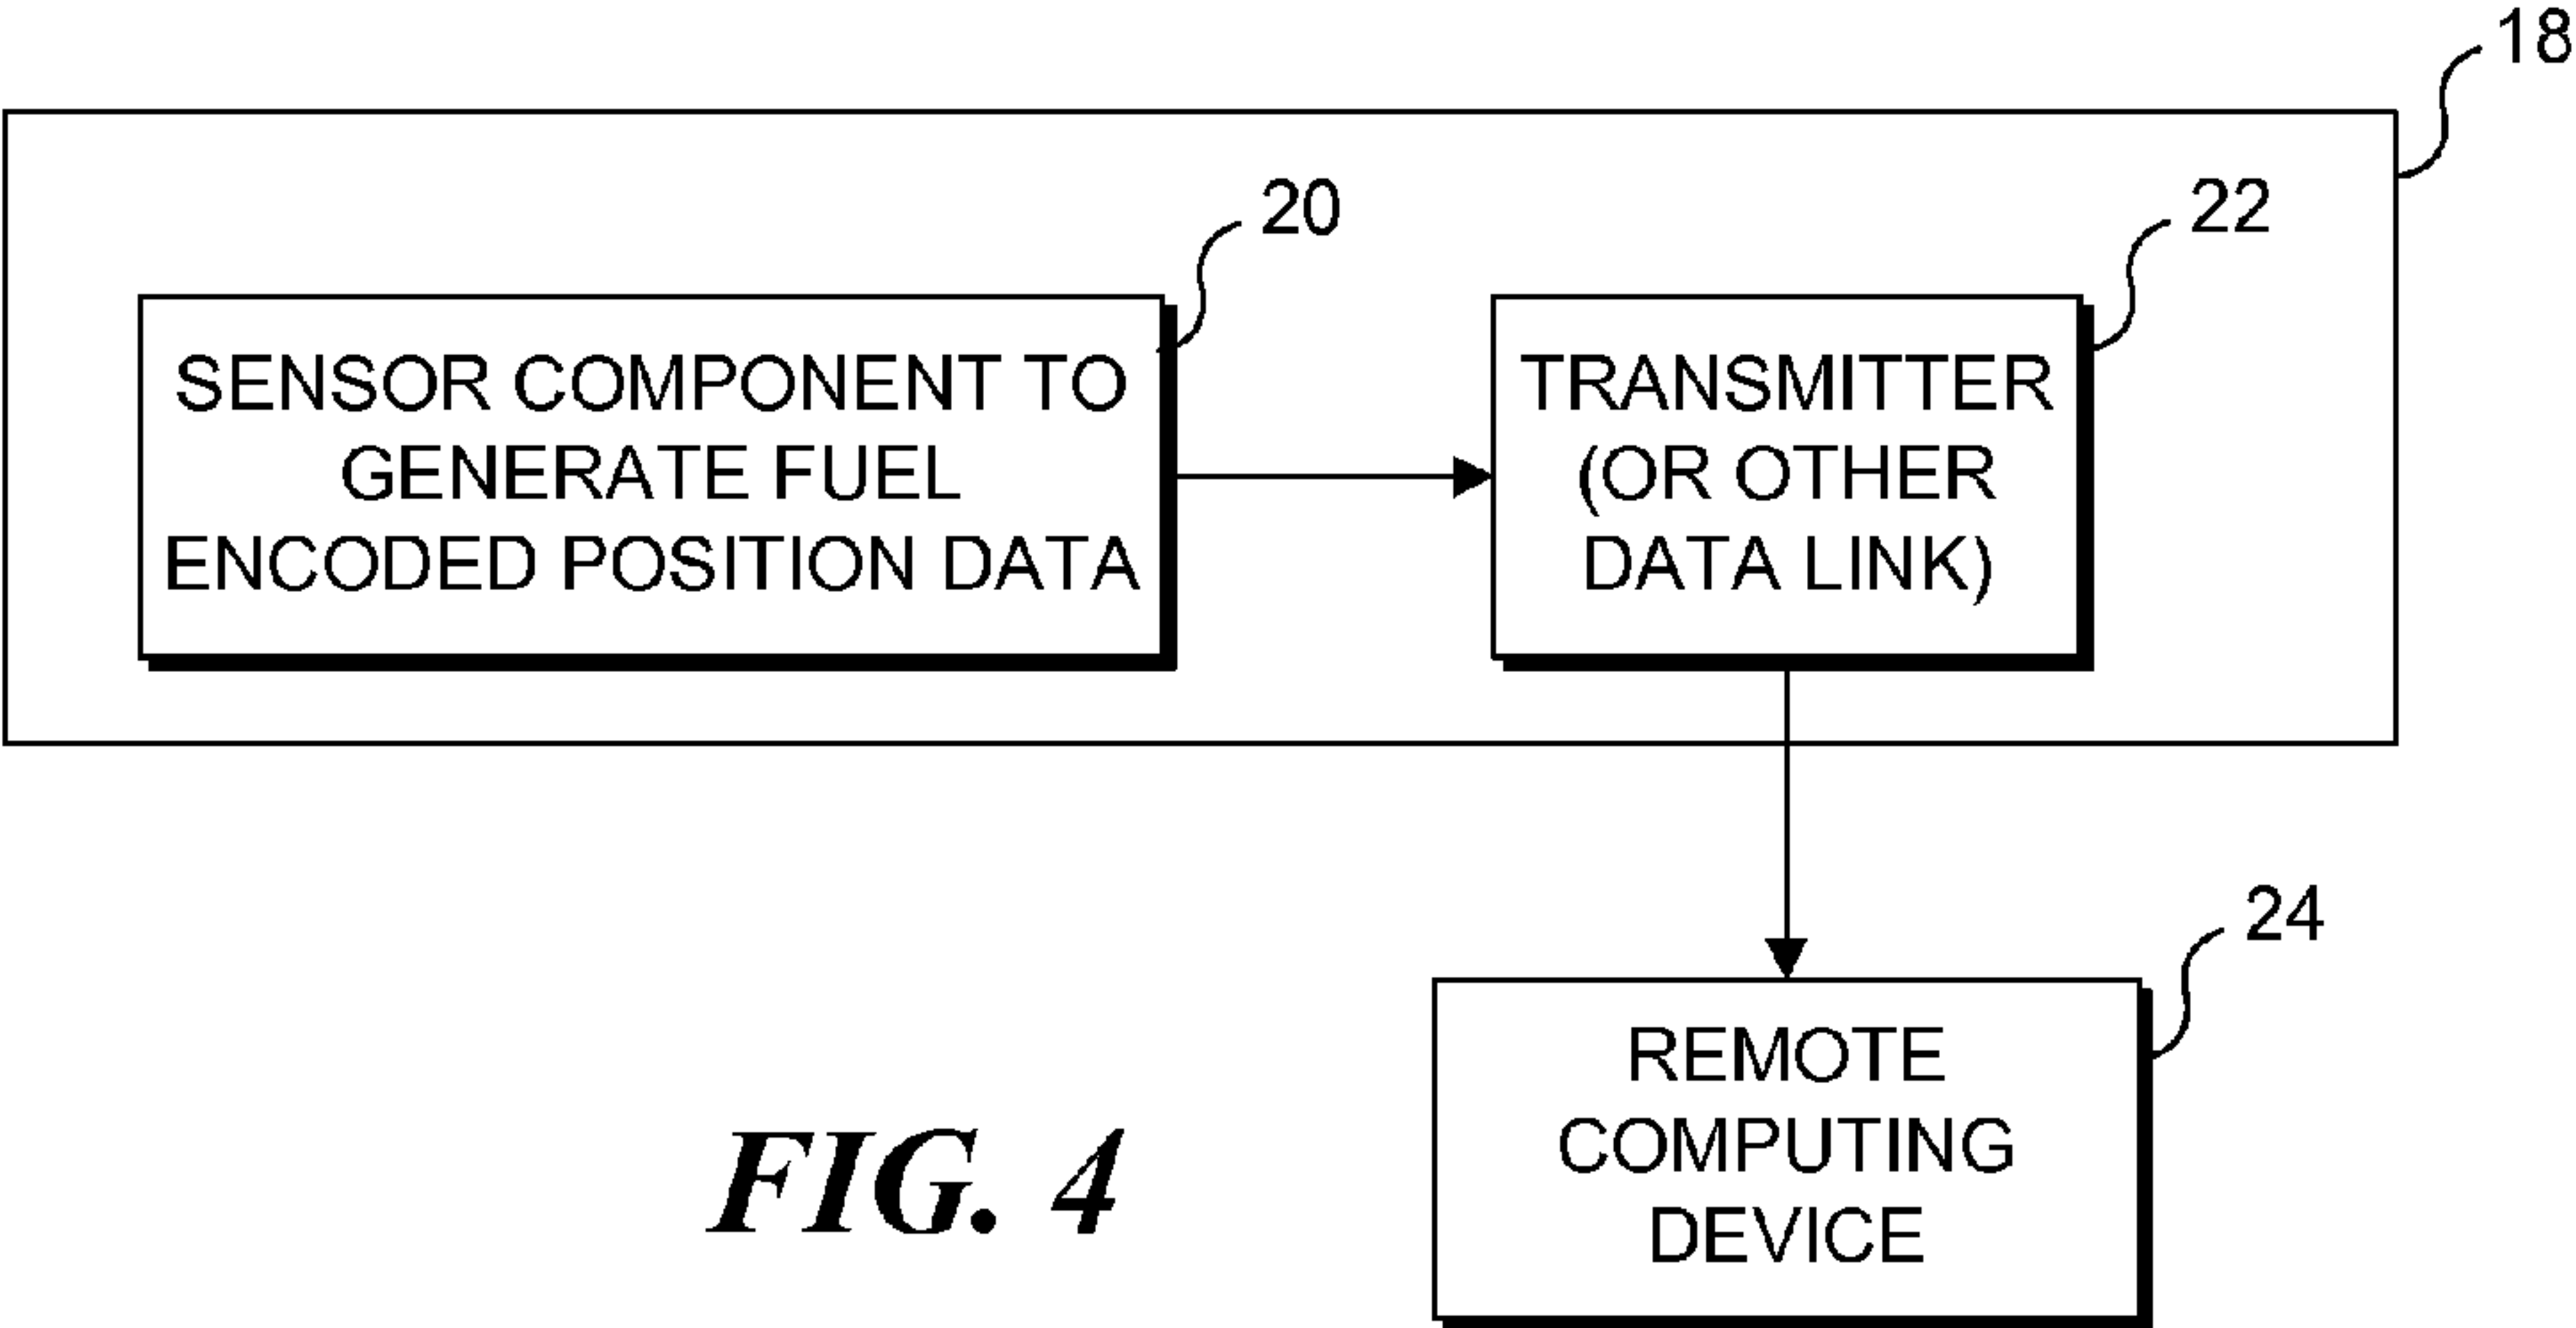 18
20
22
SENSOR COMPONENT TO
GENERATE FUEL
ENCODED POSITION DATA
TRANSMITTER
(OR OTHER
DATA LINK)
24
REMOTE
COMPUTING
DEVICE
FIG. 4